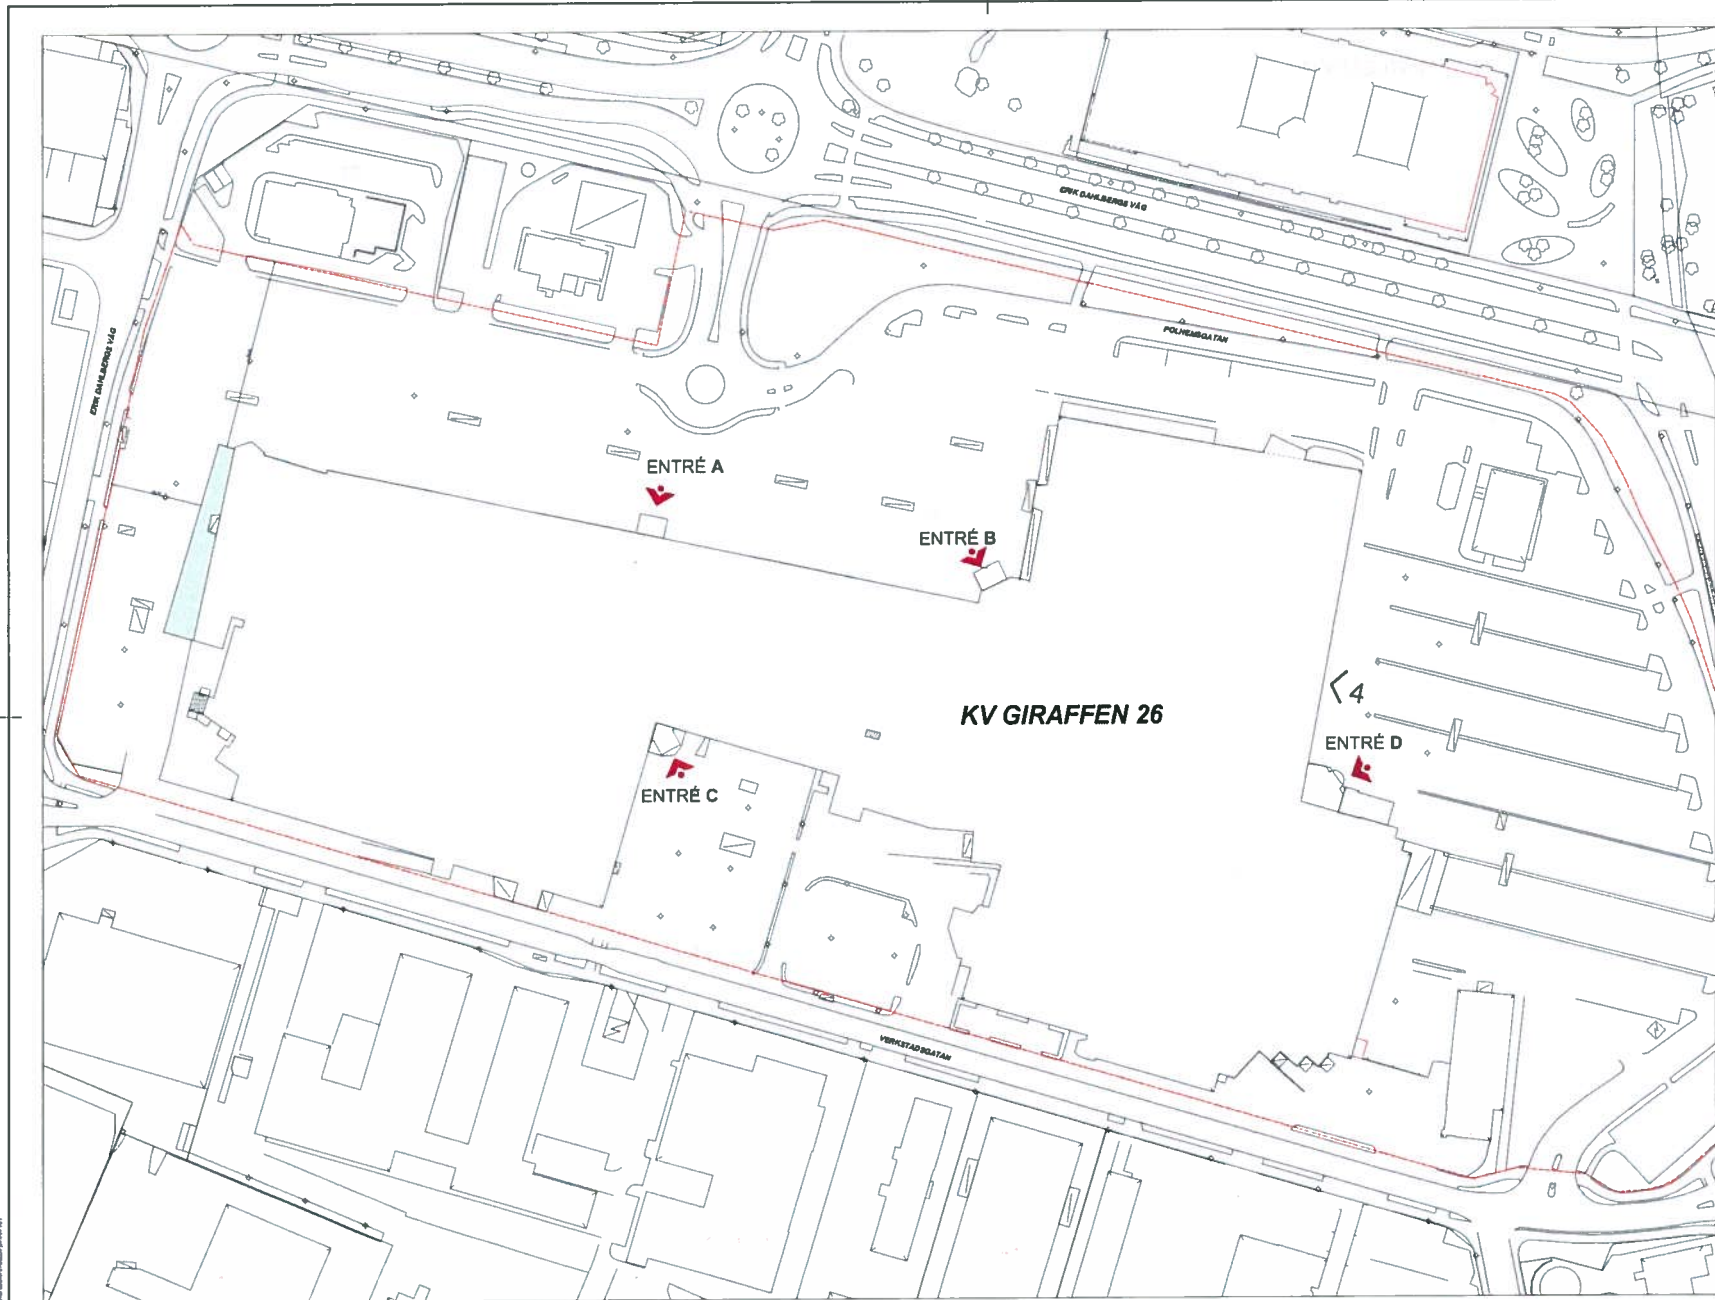 ERIK DAHLBERGS VÄG
POLHEMSGATAN
ERIK DAHLBERGS VÄG
ENTRÉ A
ENTRÉ B
KV GIRAFFEN 26
4
ENTRÉ D
ENTRÉ C
VERKSTADSGATAN